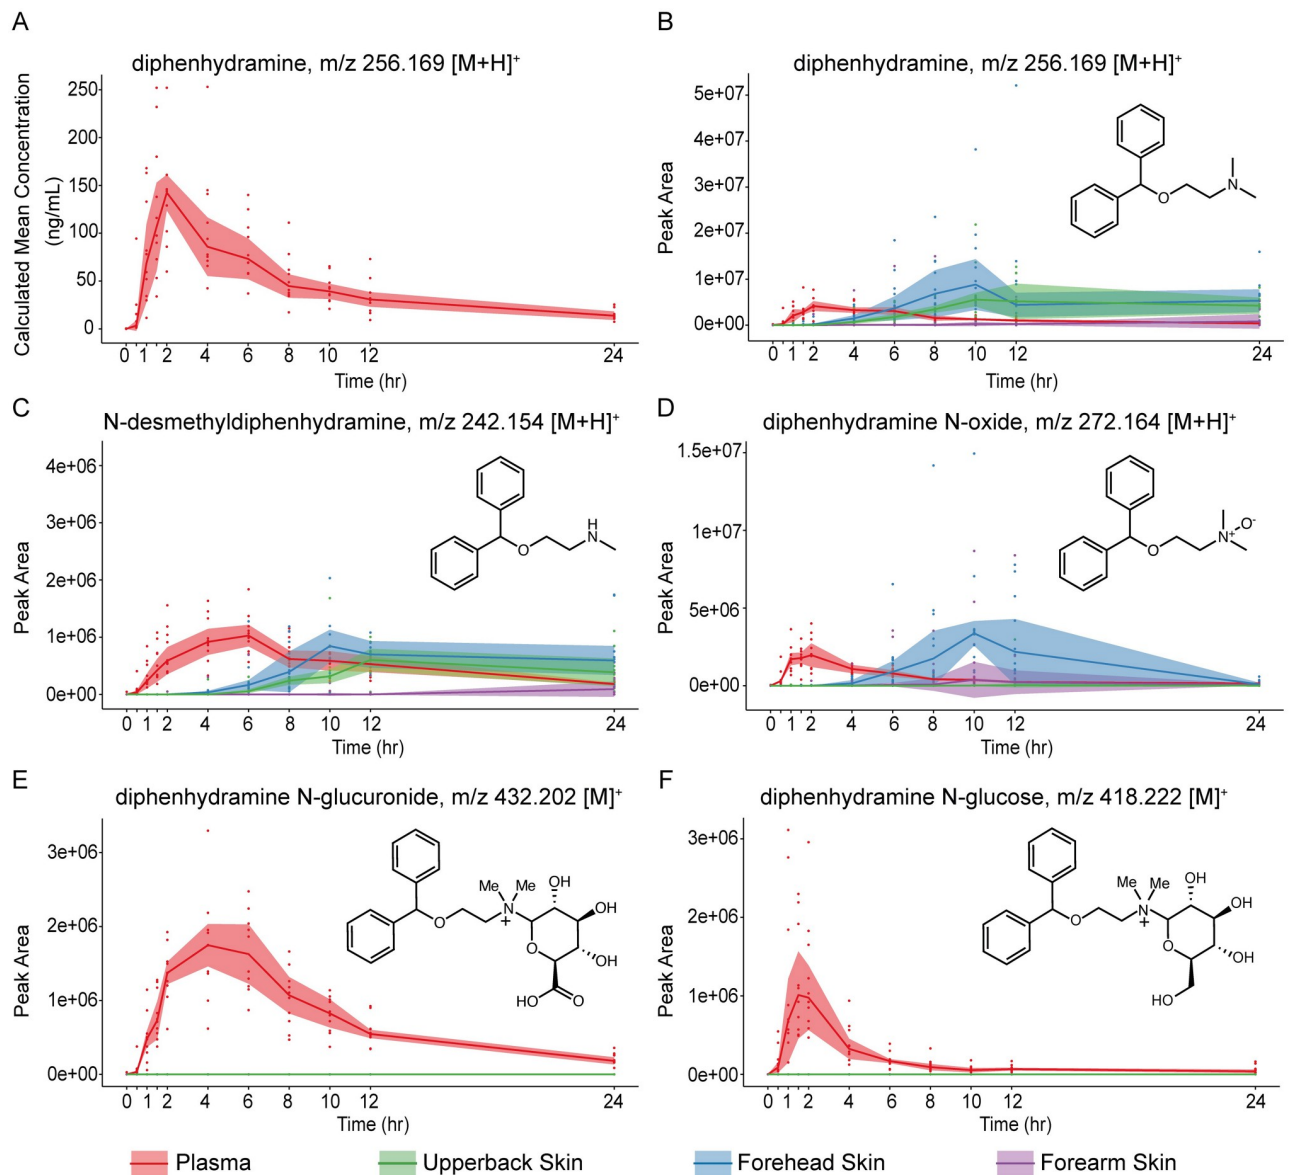 A
diphenhydramine, m/z 256.169 [M+H]⁺
Calculated Mean Concentration
(ng/mL)
250
200
150
100
50
0
0 1 2 4 6 8 10 12 24
Time (hr)
B
diphenhydramine, m/z 256.169 [M+H]⁺
Peak Area
5e+07
4e+07
3e+07
2e+07
1e+07
0e+00
O
N
0 1 2 4 6 8 10 12 24
Time (hr)
C
N-desmethyldiphenhydramine, m/z 242.154 [M+H]⁺
Peak Area
4e+06
3e+06
2e+06
1e+06
0e+00
O
H
N
0 1 2 4 6 8 10 12 24
Time (hr)
D
diphenhydramine N-oxide, m/z 272.164 [M+H]⁺
Peak Area
1.5e+07
1e+07
5e+06
0e+00
O
N+
O-
0 1 2 4 6 8 10 12 24
Time (hr)
E
diphenhydramine N-glucuronide, m/z 432.202 [M]⁺
Peak Area
3e+06
2e+06
1e+06
0e+00
Me Me OH
O N + OH
O OH
HO O
0 1 2 4 6 8 10 12 24
Time (hr)
F
diphenhydramine N-glucose, m/z 418.222 [M]⁺
Peak Area
3e+06
2e+06
1e+06
0e+00
Me Me OH
O N + OH
O OH
HO
0 1 2 4 6 8 10 12 24
Time (hr)
Plasma
Upperback Skin
Forehead Skin
Forearm Skin